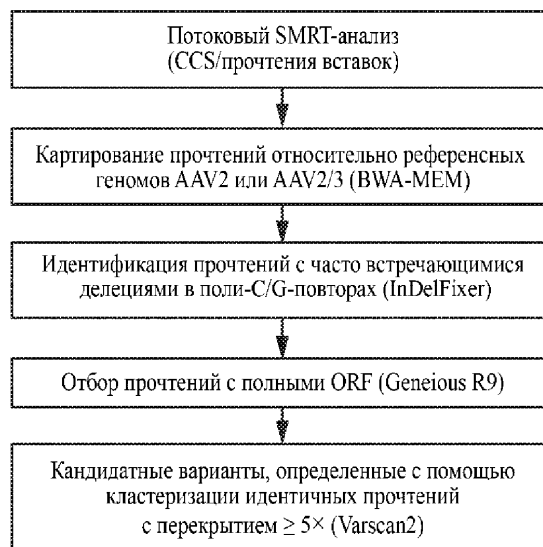 Потоковый SMRT-анализ
(CCS/прочтения вставок)
Картирование прочтений относительно референсных
геномов AAV2 или AAV2/3 (BWA-MEM)
Идентификация прочтений с часто встречающимися
делециями в поли-C/G-повторах (InDelFixer)
Отбор прочтений с полными ORF (Geneious R9)
Кандидатные варианты, определенные с помощью
кластеризации идентичных прочтений
с перекрытием ≥ 5× (Varscan2)